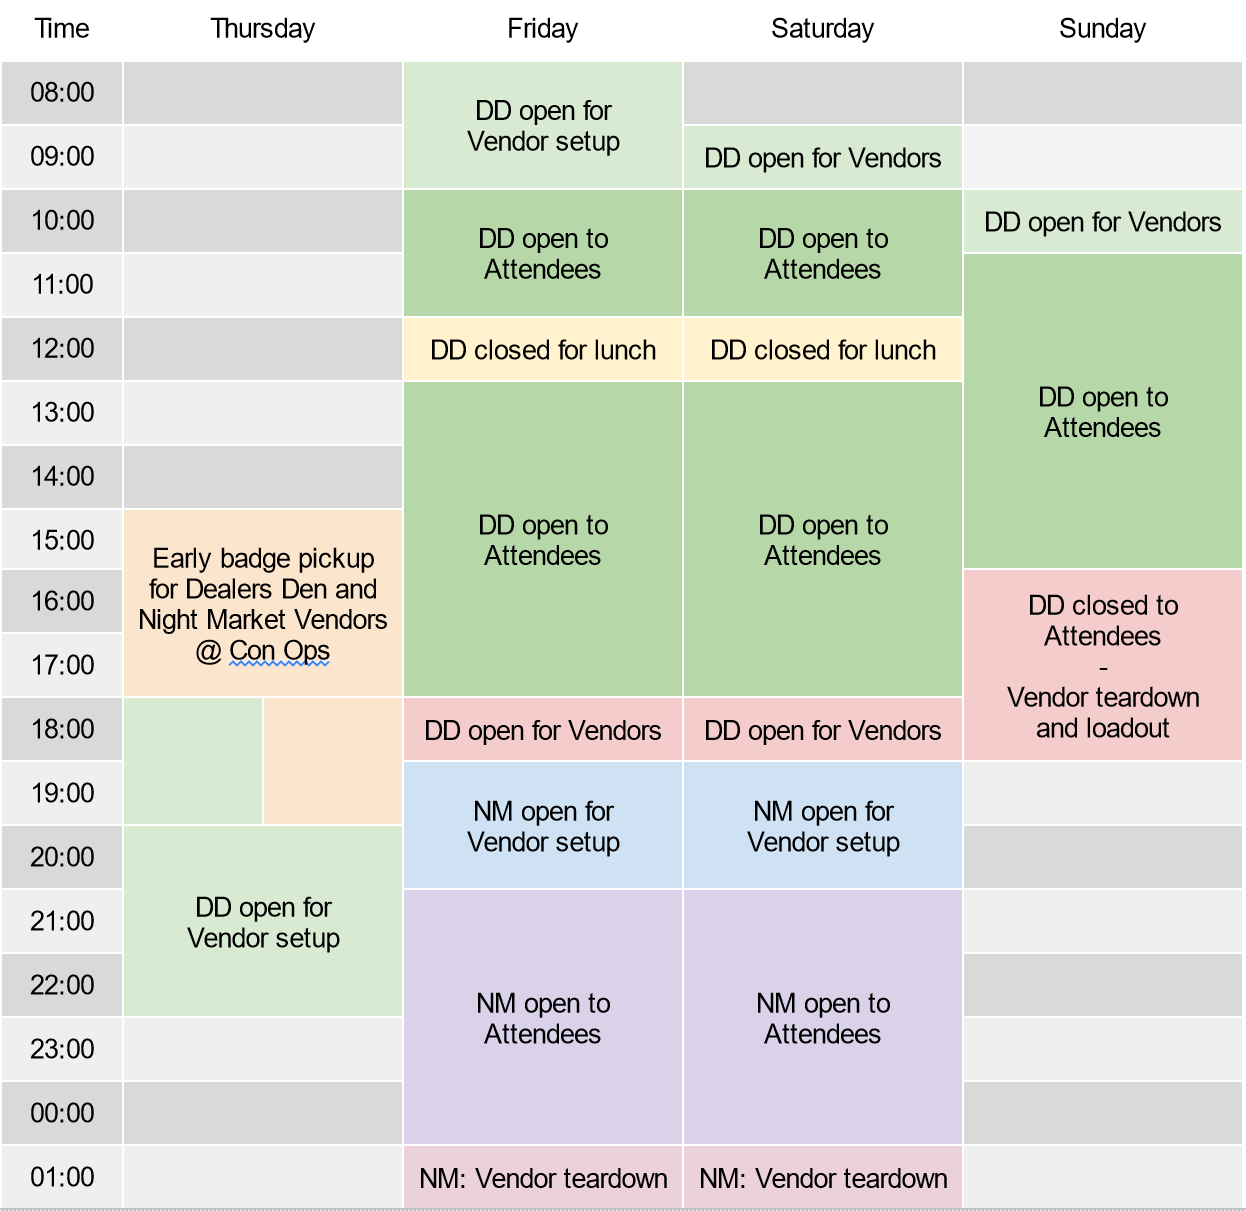 Time Thursday Friday Saturday Sunday
08:00
DD open for
Vendor setup
09:00
DD open for Vendors
10:00
DD open to
Attendees
DD open to
Attendees
DD open for Vendors
11:00
12:00
DD closed for lunch
DD closed for lunch
DD open to
Attendees
13:00
14:00
15:00
Early badge pickup
for Dealers Den and
Night Market Vendors
@ Con Ops
DD open to
Attendees
DD open to
Attendees
16:00
DD closed to
Attendees
-
Vendor teardown
and loadout
17:00
18:00
DD open for Vendors
DD open for Vendors
19:00
NM open for
Vendor setup
NM open for
Vendor setup
20:00
DD open for
Vendor setup
21:00
NM open to
Attendees
NM open to
Attendees
22:00
23:00
00:00
01:00
NM: Vendor teardown
NM: Vendor teardown